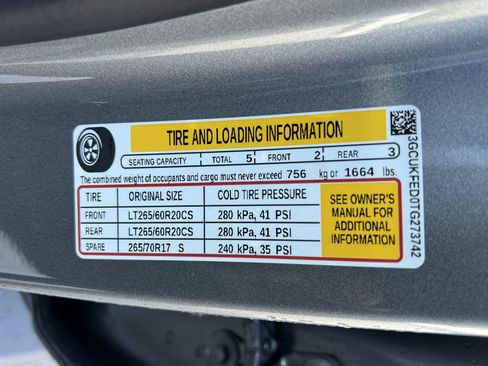 TIRE AND LOADING INFORMATION
SEATING CAPACITY TOTAL 5 FRONT 2 REAR 3
The combined weight of occupants and cargo must never exceed 756 kg or 1664 lbs.
TIRE ORIGINAL SIZE COLD TIRE PRESSURE
FRONT LT265/60R20CS 280 kPa, 41 PSI
REAR LT265/60R20CS 280 kPa, 41 PSI
SPARE 265/70R17 S 240 kPa, 35 PSI
SEE OWNER'S
MANUAL FOR
ADDITIONAL
INFORMATION
3GCUKFED0TG273742